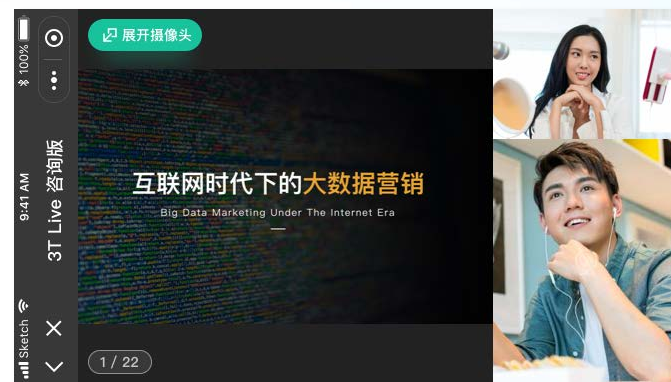 100%
9:41 AM
Sketch
3T Live 咨询版
展开摄像头
互联网时代下的大数据营销
Big Data Marketing Under The Internet Era
1 / 22